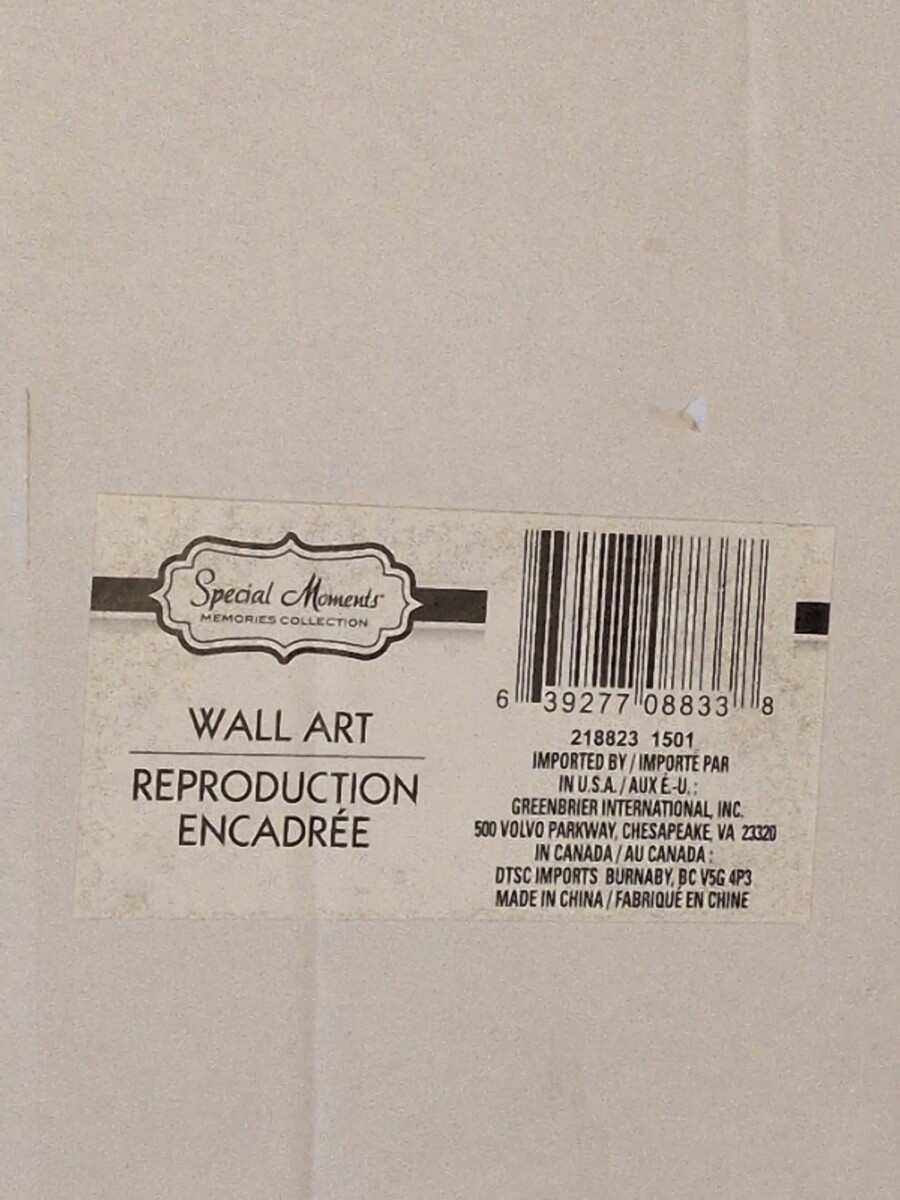 Special Moments
MEMORIES COLLECTION
WALL ART
REPRODUCTION
ENCADRÉE
6 39277 08833 8
218823 1501
IMPORTED BY / IMPORTÉ PAR
IN U.S.A. / AUX É.-U. :
GREENBRIER INTERNATIONAL, INC.
500 VOLVO PARKWAY, CHESAPEAKE, VA 23320
IN CANADA / AU CANADA :
DTSC IMPORTS BURNABY, BC V5G 4P3
MADE IN CHINA / FABRIQUÉ EN CHINE